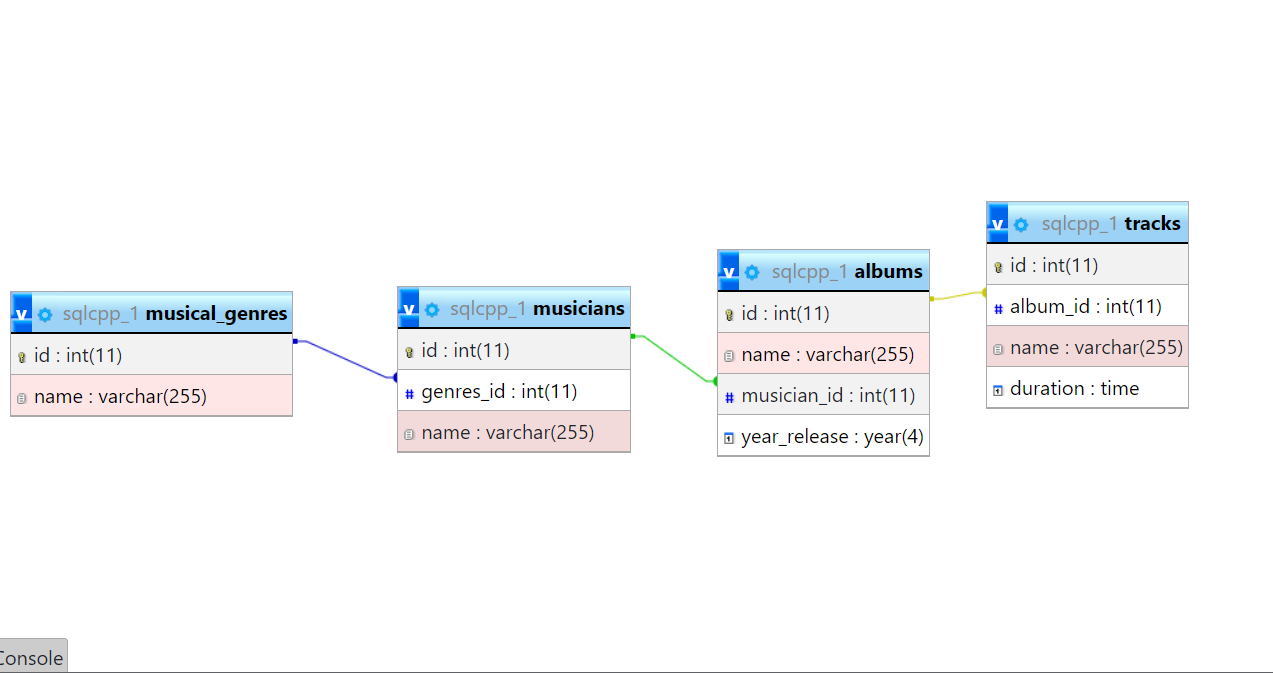 v sqlcpp_1 musical_genres
id : int(11)
name : varchar(255)
v sqlcpp_1 musicians
id : int(11)
genres_id : int(11)
name : varchar(255)
v sqlcpp_1 albums
id : int(11)
name : varchar(255)
musician_id : int(11)
year_release : year(4)
v sqlcpp_1 tracks
id : int(11)
album_id : int(11)
name : varchar(255)
duration : time
Console